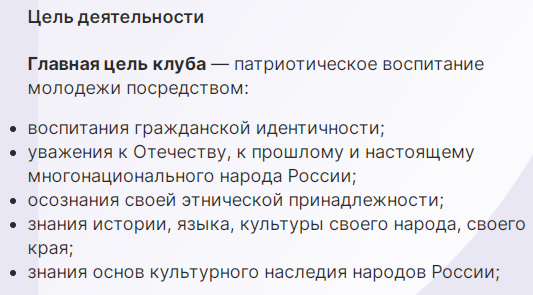 Цель деятельности
Главная цель клуба — патриотическое воспитание
молодежи посредством:
• воспитания гражданской идентичности;
• уважения к Отечеству, к прошлому и настоящему
многонационального народа России;
• осознания своей этнической принадлежности;
• знания истории, языка, культуры своего народа, своего
края;
• знания основ культурного наследия народов России;